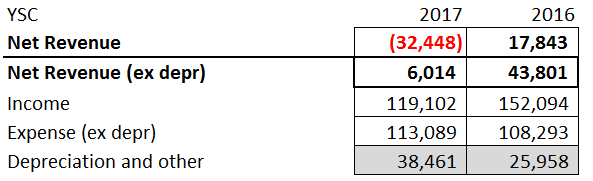 YSC 2017 2016
Net Revenue (32,448) 17,843
Net Revenue (ex depr) 6,014 43,801
Income 119,102 152,094
Expense (ex depr) 113,089 108,293
Depreciation and other 38,461 25,958